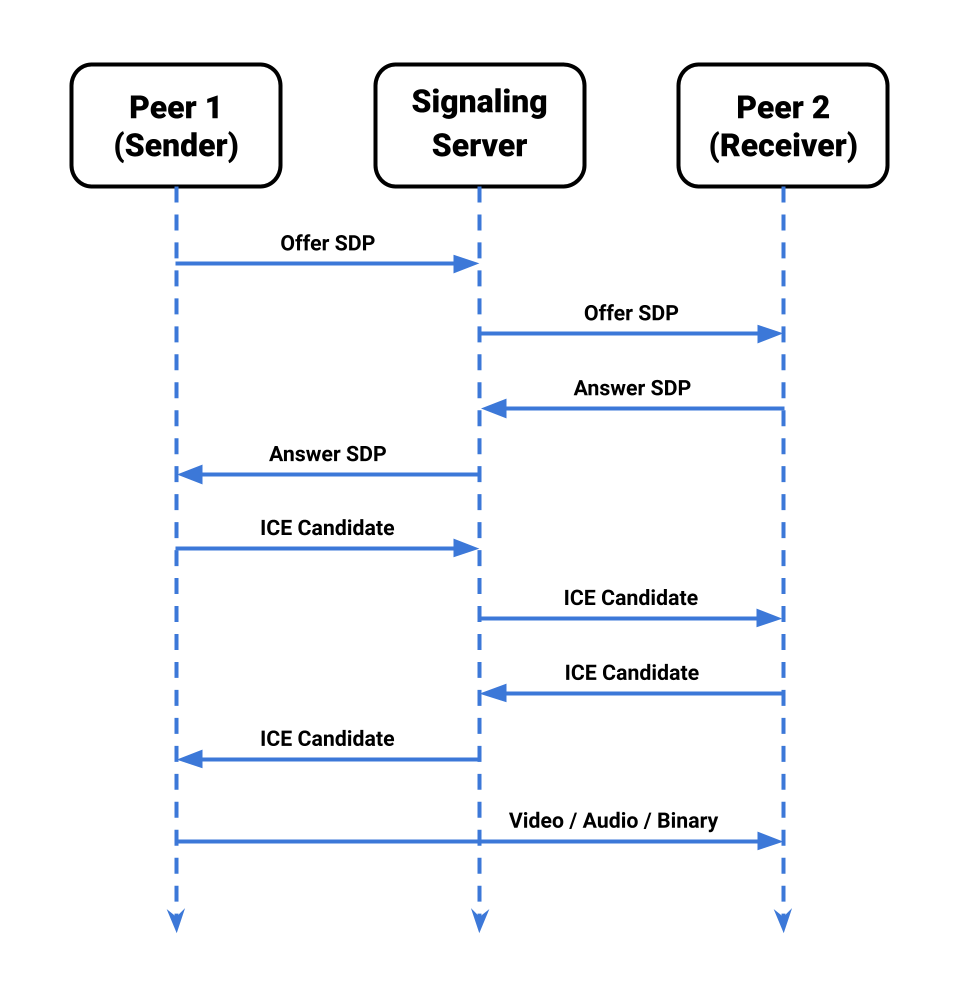 Peer 1
(Sender)
Signaling
Server
Peer 2
(Receiver)
Offer SDP
Offer SDP
Answer SDP
Answer SDP
ICE Candidate
ICE Candidate
ICE Candidate
ICE Candidate
Video / Audio / Binary